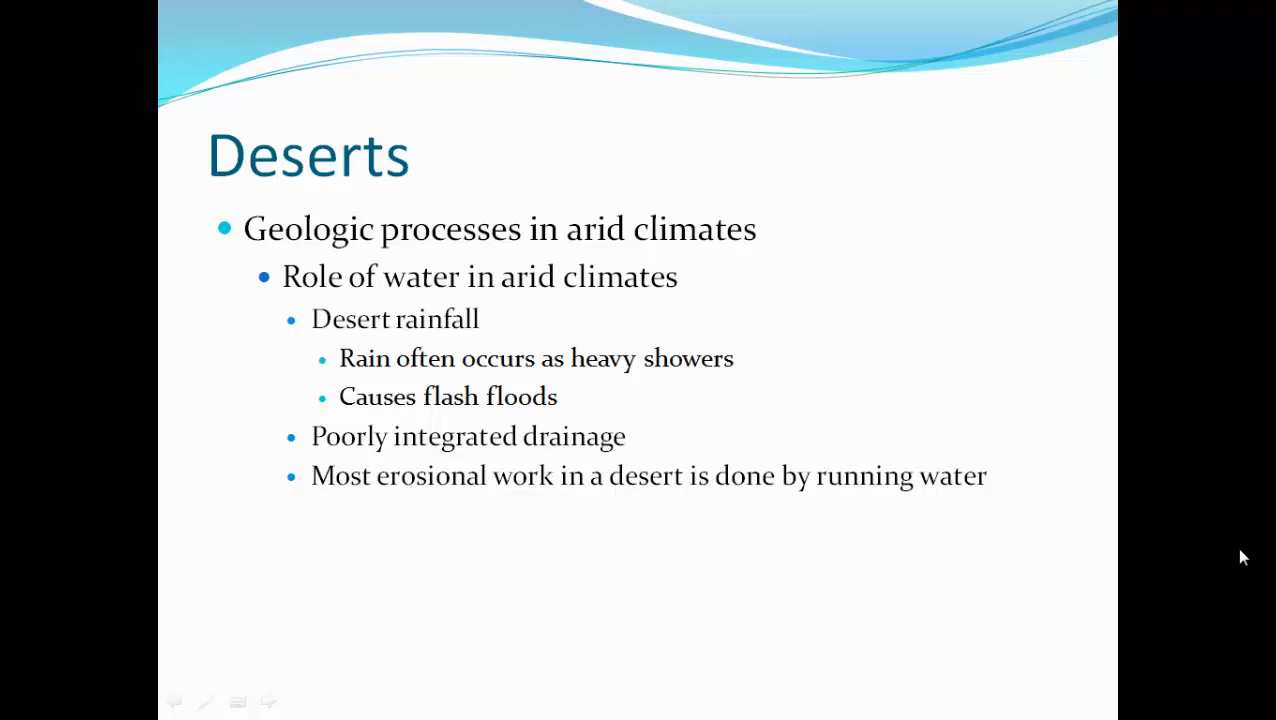 Deserts
Geologic processes in arid climates
Role of water in arid climates
Desert rainfall
Rain often occurs as heavy showers
Causes flash floods
Poorly integrated drainage
Most erosional work in a desert is done by running water